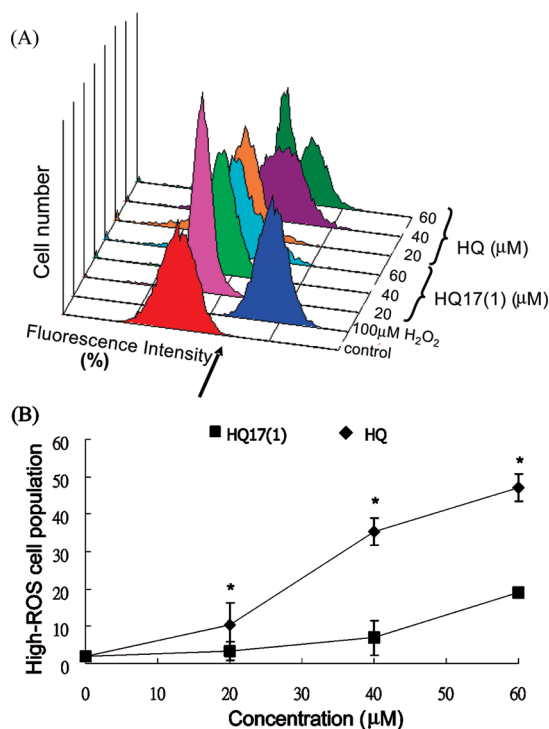 (A)
Cell number
Fluorescence Intensity
(%)
60
40
20
HQ (µM)
60
40
20
HQ17(1) (µM)
100µM H₂O₂
control
(B)
HQ17(1)
HQ
High-ROS cell population
60
50
40
30
20
10
0
*
*
*
0
10
20
30
40
50
60
Concentration (µM)